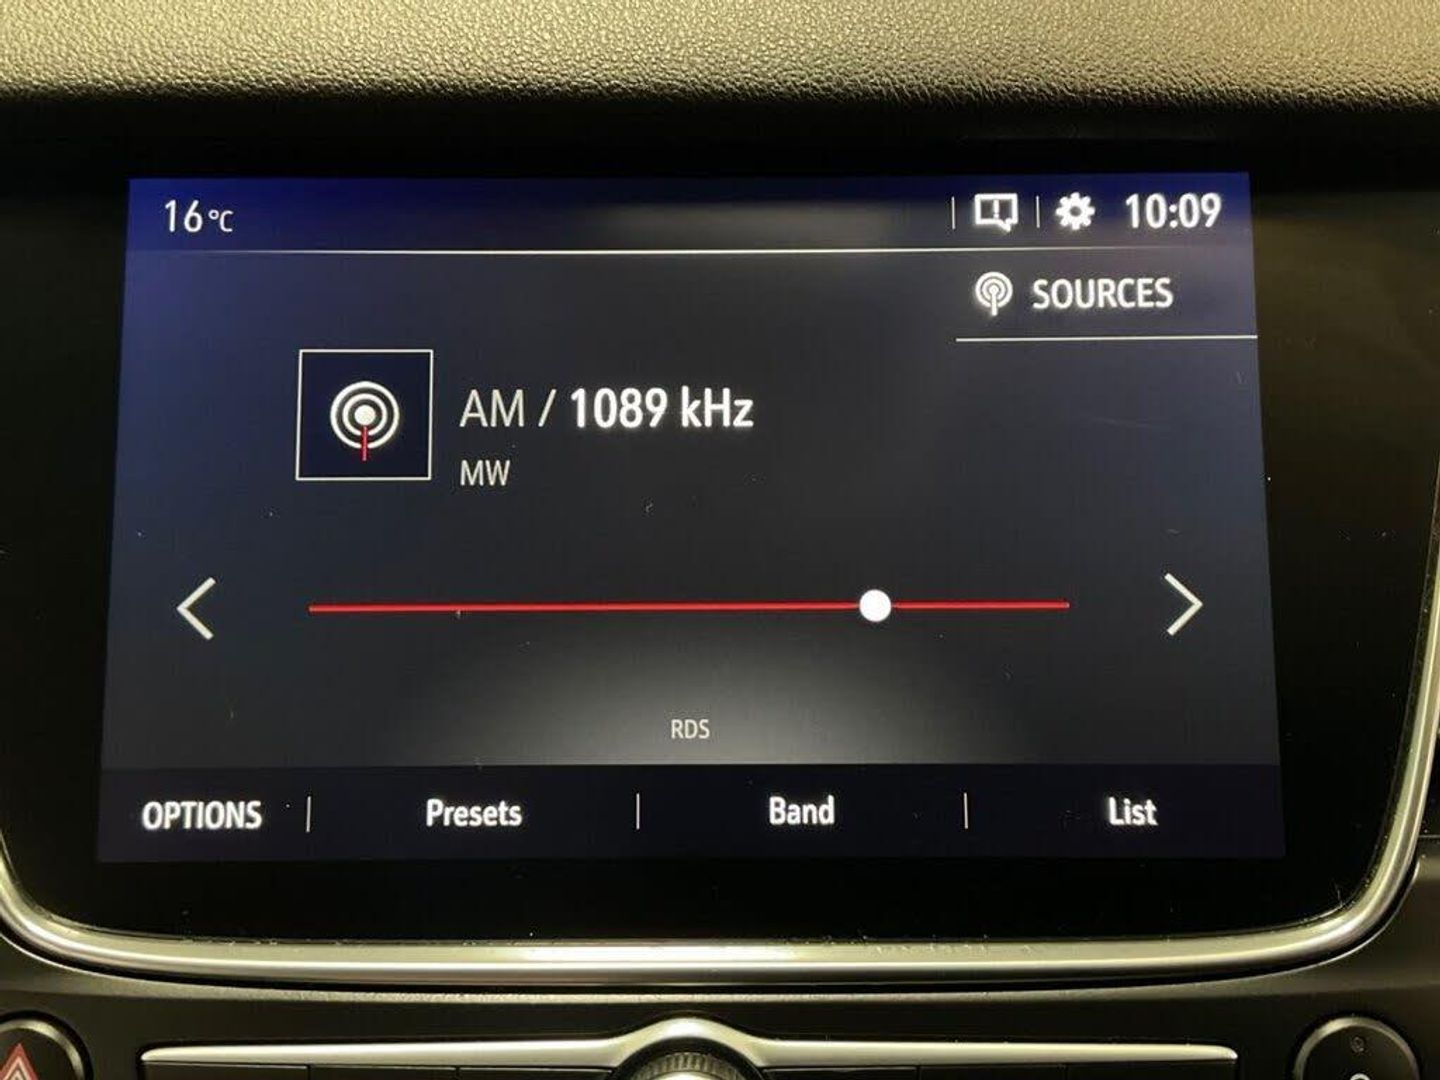 16°C
10:09
SOURCES
AM / 1089 kHz
MW
RDS
OPTIONS
Presets
Band
List